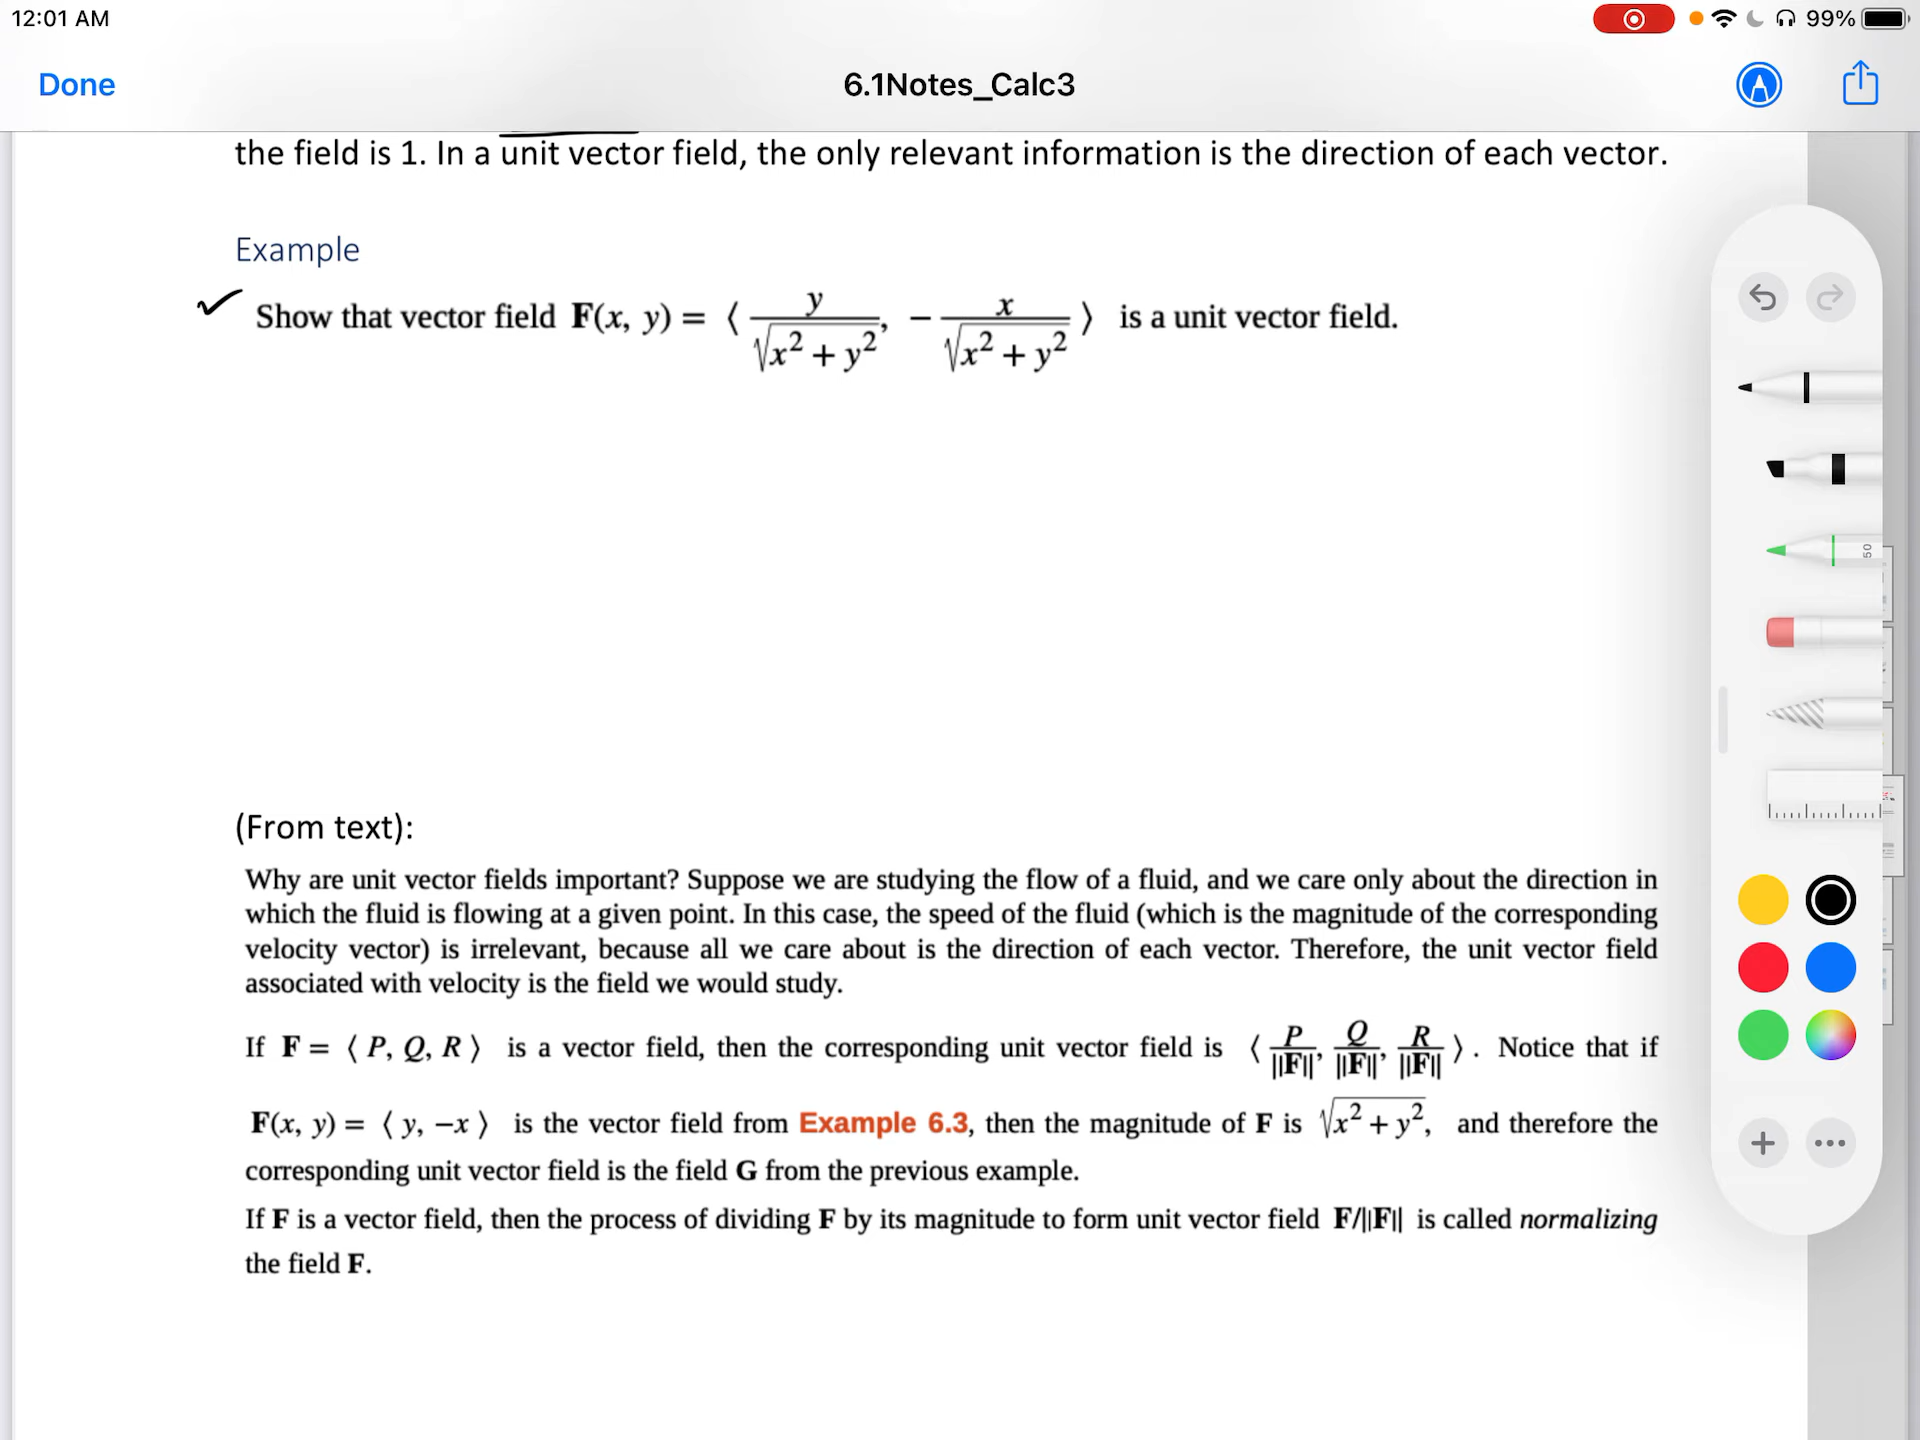 12:01 AM
99%
Done
6.1Notes_Calc3
the field is 1. In a unit vector field, the only relevant information is the direction of each vector.
Example
✓ Show that vector field F(x, y) = ⟨ y/√(x² + y²), − x/√(x² + y²) ⟩ is a unit vector field.
50
(From text):
Why are unit vector fields important? Suppose we are studying the flow of a fluid, and we care only about the direction in
which the fluid is flowing at a given point. In this case, the speed of the fluid (which is the magnitude of the corresponding
velocity vector) is irrelevant, because all we care about is the direction of each vector. Therefore, the unit vector field
associated with velocity is the field we would study.
If F = ⟨ P, Q, R ⟩ is a vector field, then the corresponding unit vector field is ⟨ P/||F||, Q/||F||, R/||F|| ⟩. Notice that if
F(x, y) = ⟨ y, −x ⟩ is the vector field from Example 6.3, then the magnitude of F is √(x² + y²), and therefore the
corresponding unit vector field is the field G from the previous example.
If F is a vector field, then the process of dividing F by its magnitude to form unit vector field F/||F|| is called normalizing
the field F.